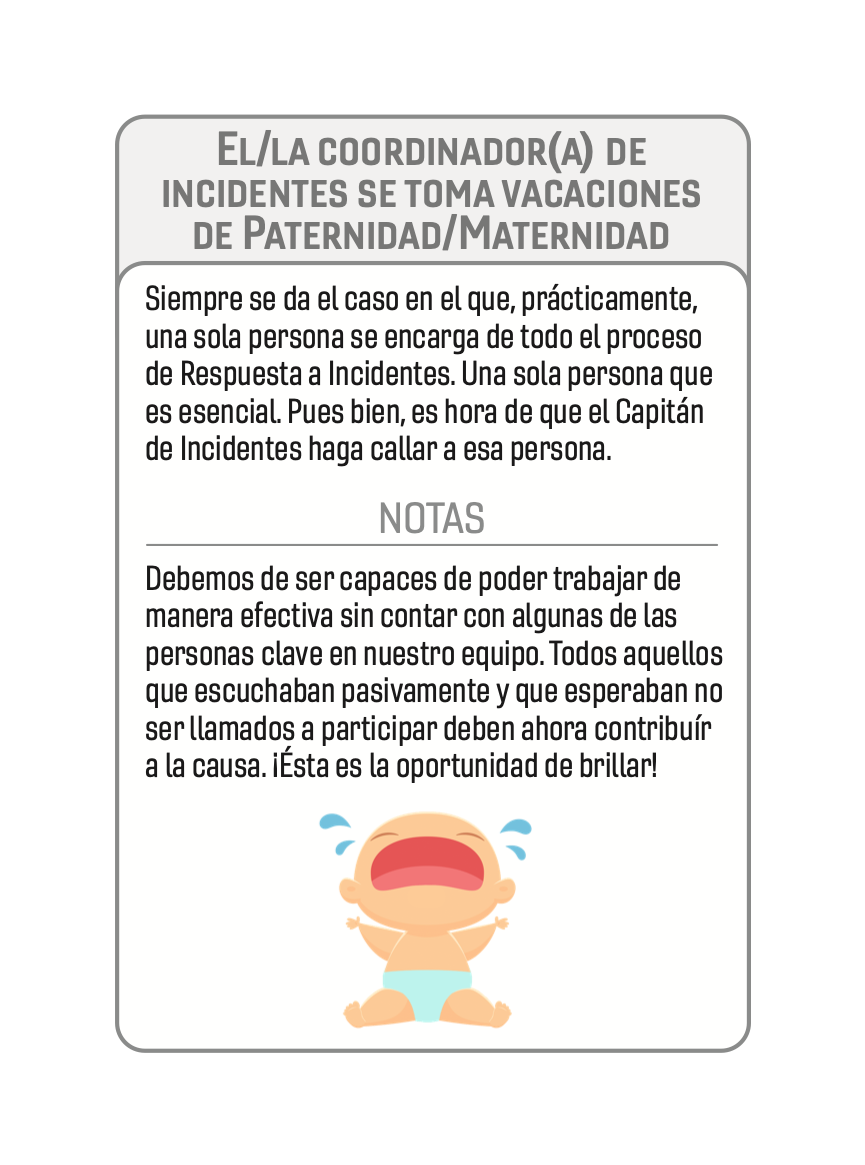 El/la coordinador(a) de
incidentes se toma vacaciones
de Paternidad/Maternidad
Siempre se da el caso en el que, prácticamente,
una sola persona se encarga de todo el proceso
de Respuesta a Incidentes. Una sola persona que
es esencial. Pues bien, es hora de que el Capitán
de Incidentes haga callar a esa persona.
NOTAS
Debemos de ser capaces de poder trabajar de
manera efectiva sin contar con algunas de las
personas clave en nuestro equipo. Todos aquellos
que escuchaban pasivamente y que esperaban no
ser llamados a participar deben ahora contribuír
a la causa. ¡Ésta es la oportunidad de brillar!